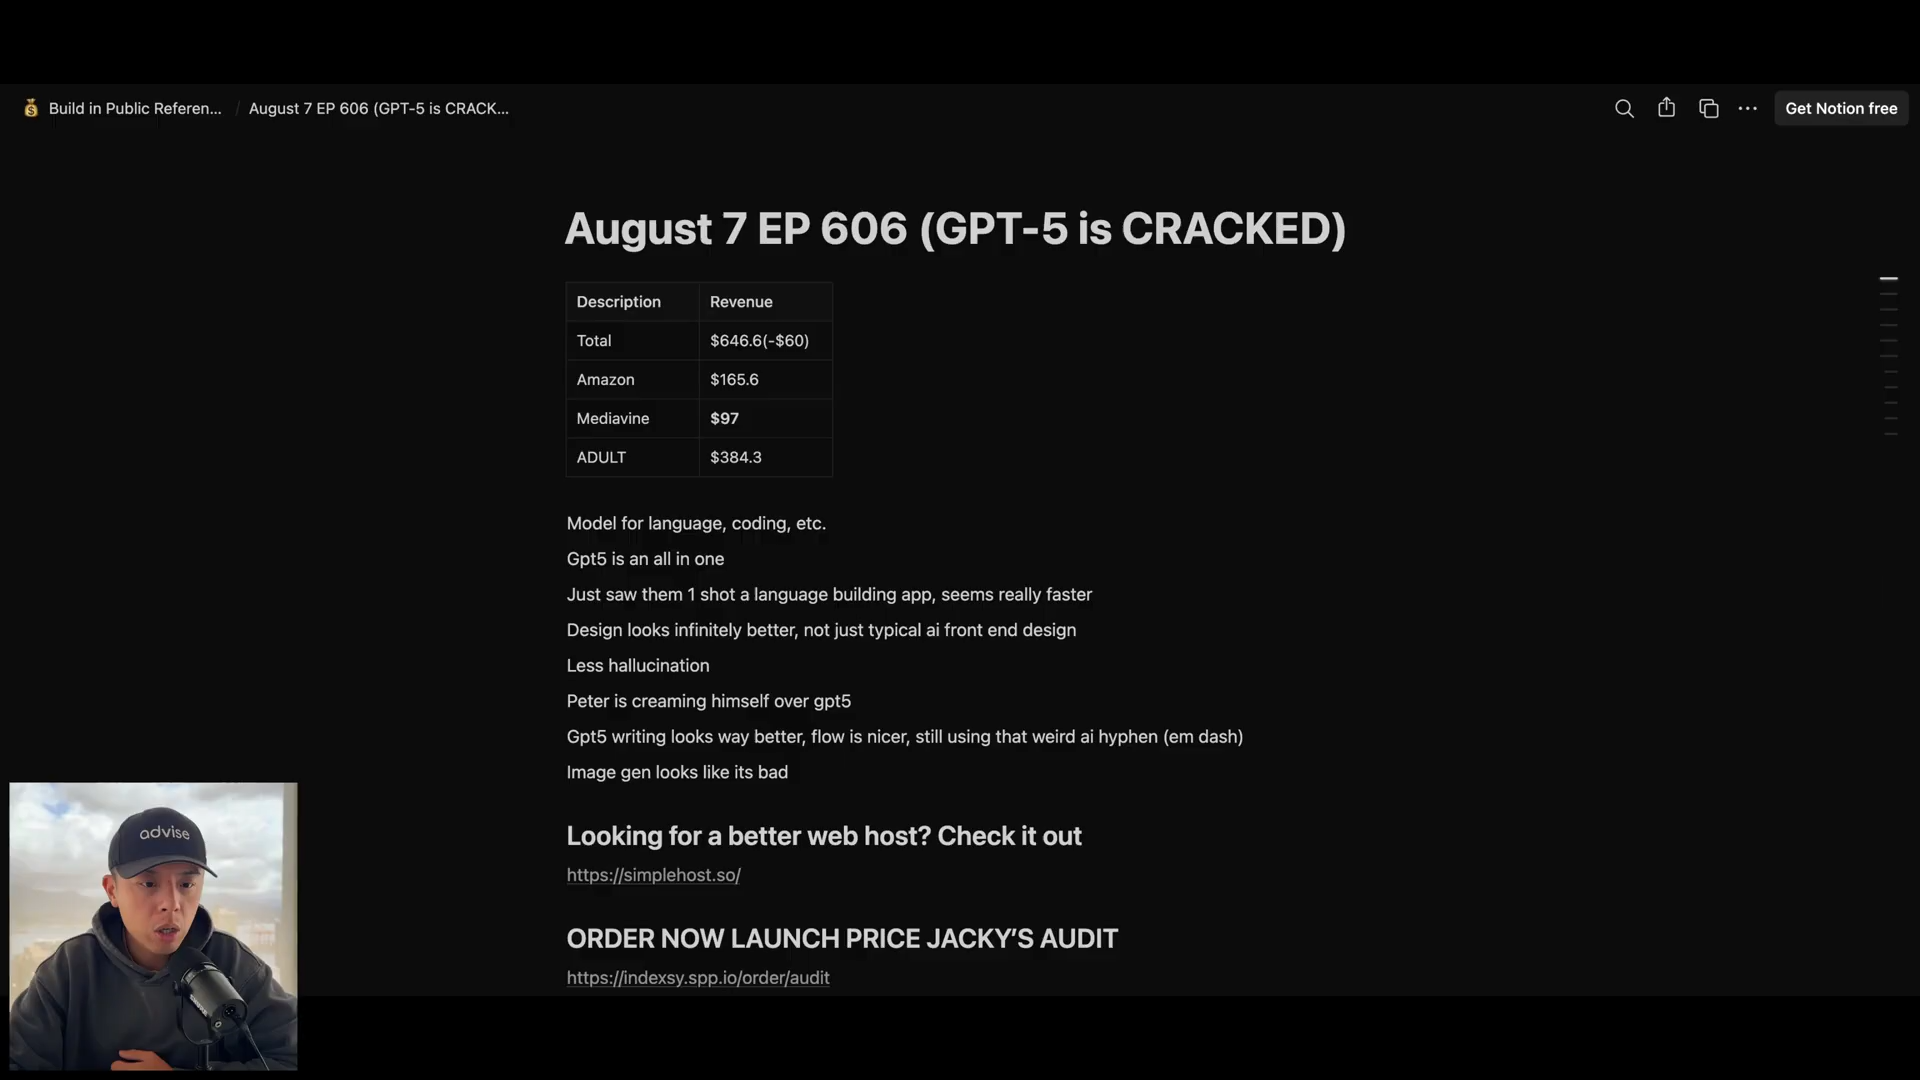 Build in Public Referen... / August 7 EP 606 (GPT-5 is CRACK...
Get Notion free
August 7 EP 606 (GPT-5 is CRACKED)
Description Revenue
Total $646.6(-$60)
Amazon $165.6
Mediavine $97
ADULT $384.3
Model for language, coding, etc.
Gpt5 is an all in one
Just saw them 1 shot a language building app, seems really faster
Design looks infinitely better, not just typical ai front end design
Less hallucination
Peter is creaming himself over gpt5
Gpt5 writing looks way better, flow is nicer, still using that weird ai hyphen (em dash)
Image gen looks like its bad
Looking for a better web host? Check it out
https://simplehost.so/
ORDER NOW LAUNCH PRICE JACKY'S AUDIT
https://indexsy.spp.io/order/audit
advise